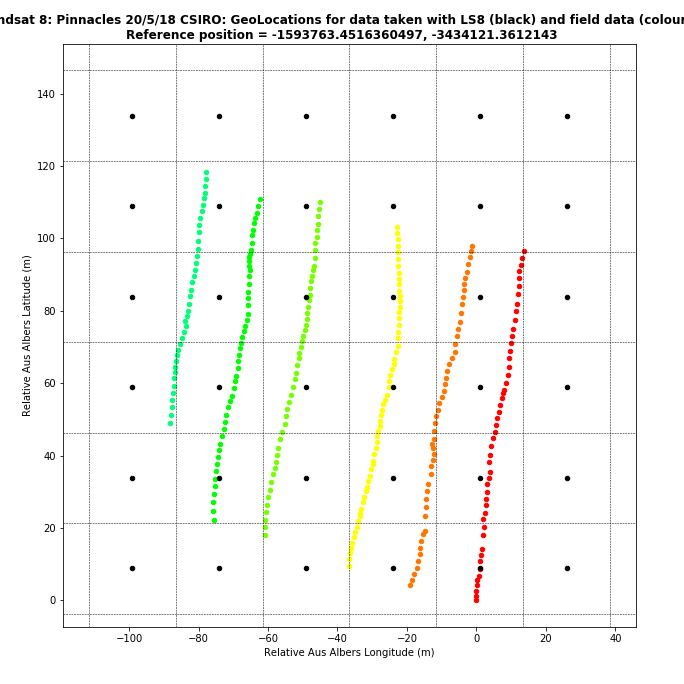 ndsat 8: Pinnacles 20/5/18 CSIRO: GeoLocations for data taken with LS8 (black) and field data (colour
Reference position = -1593763.4516360497, -3434121.3612143
140
120
100
80
60
40
20
0
Relative Aus Albers Latitude (m)
−100 −80 −60 −40 −20 0 20 40
Relative Aus Albers Longitude (m)